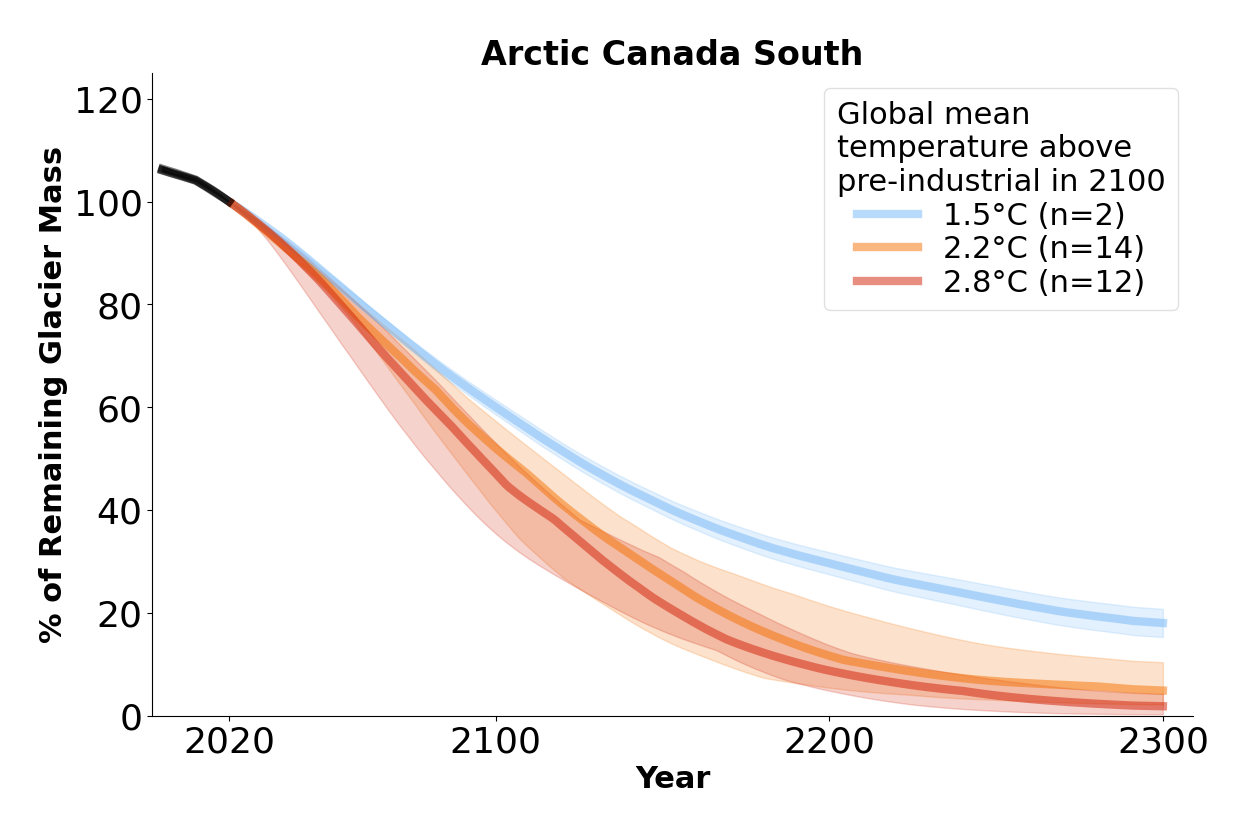 Arctic Canada South
% of Remaining Glacier Mass
120
100
80
60
40
20
0
Global mean
temperature above
pre-industrial in 2100
1.5°C (n=2)
2.2°C (n=14)
2.8°C (n=12)
2020
2100
2200
2300
Year